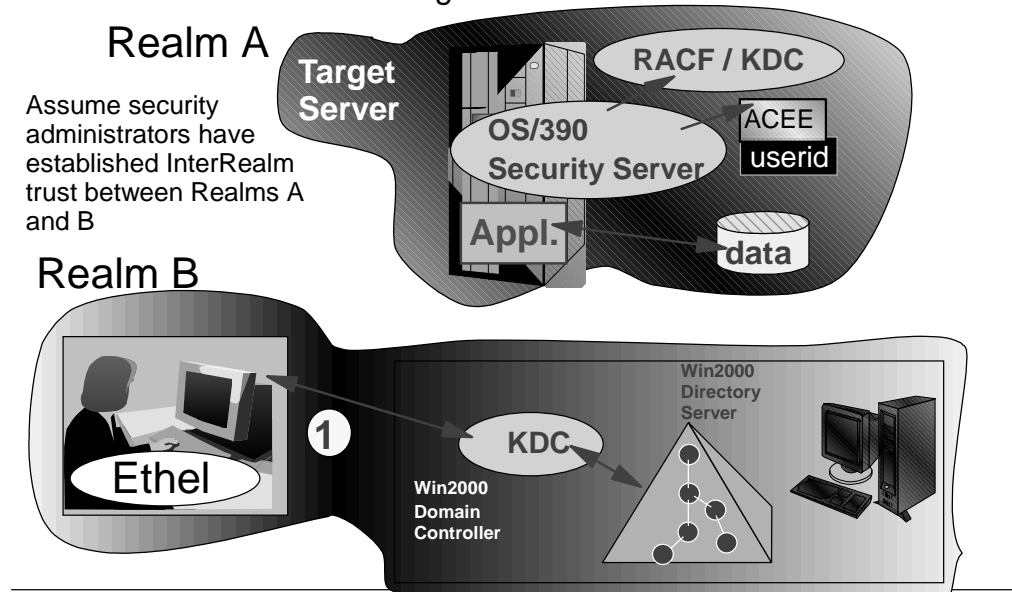 Realm A
Assume security
administrators have
established InterRealm
trust between Realms A
and B
Target
Server
RACF / KDC
OS/390
Security Server
ACEE
userid
Appl.
data
Realm B
Ethel
1
KDC
Win2000
Domain
Controller
Win2000
Directory
Server